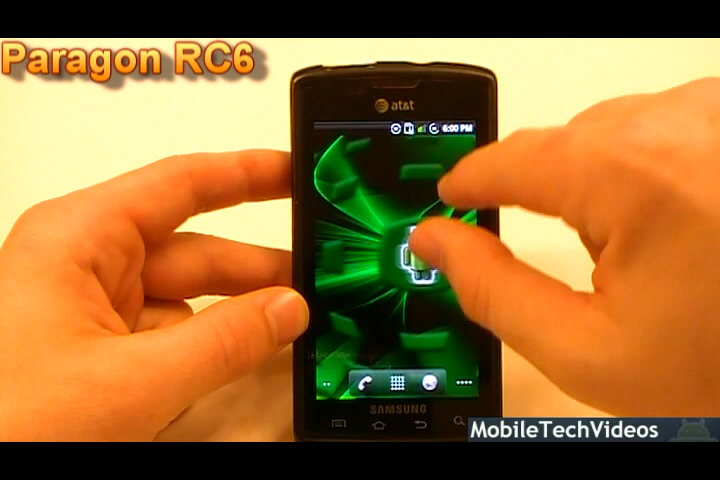 Paragon RC6
at&t
6:00 PM
SAMSUNG
MobileTechVideos